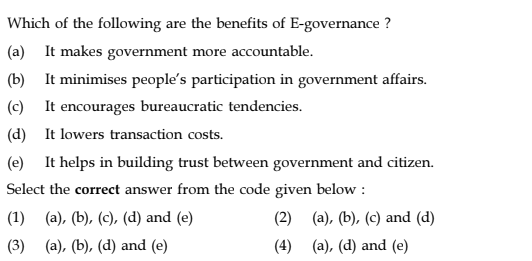 Which of the following are the benefits of E-governance ?
(a) It makes government more accountable.
(b) It minimises people's participation in government affairs.
(c) It encourages bureaucratic tendencies.
(d) It lowers transaction costs.
(e) It helps in building trust between government and citizen.
Select the correct answer from the code given below :
(1) (a), (b), (c), (d) and (e) (2) (a), (b), (c) and (d)
(3) (a), (b), (d) and (e) (4) (a), (d) and (e)